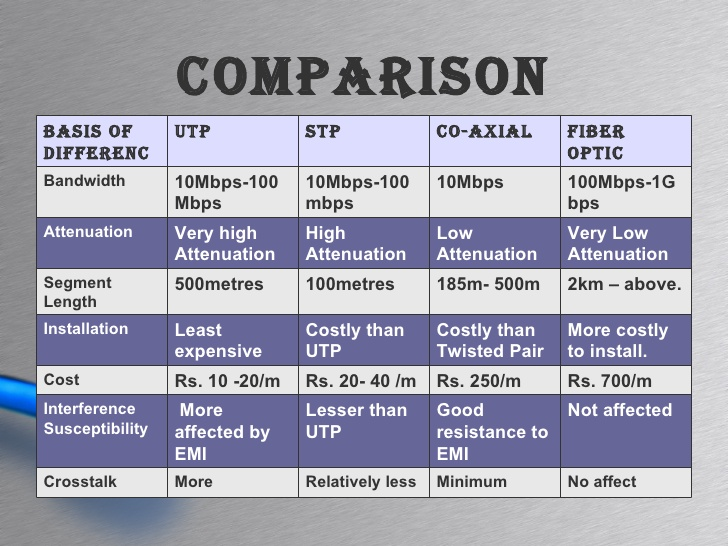 COMPARISON
BASIS OF DIFFERENC UTP STP CO-AXIAL FIBER OPTIC
Bandwidth 10Mbps-100 Mbps 10Mbps-100 mbps 10Mbps 100Mbps-1G bps
Attenuation Very high Attenuation High Attenuation Low Attenuation Very Low Attenuation
Segment Length 500metres 100metres 185m- 500m 2km – above.
Installation Least expensive Costly than UTP Costly than Twisted Pair More costly to install.
Cost Rs. 10 -20/m Rs. 20- 40 /m Rs. 250/m Rs. 700/m
Interference Susceptibility More affected by EMI Lesser than UTP Good resistance to EMI Not affected
Crosstalk More Relatively less Minimum No affect